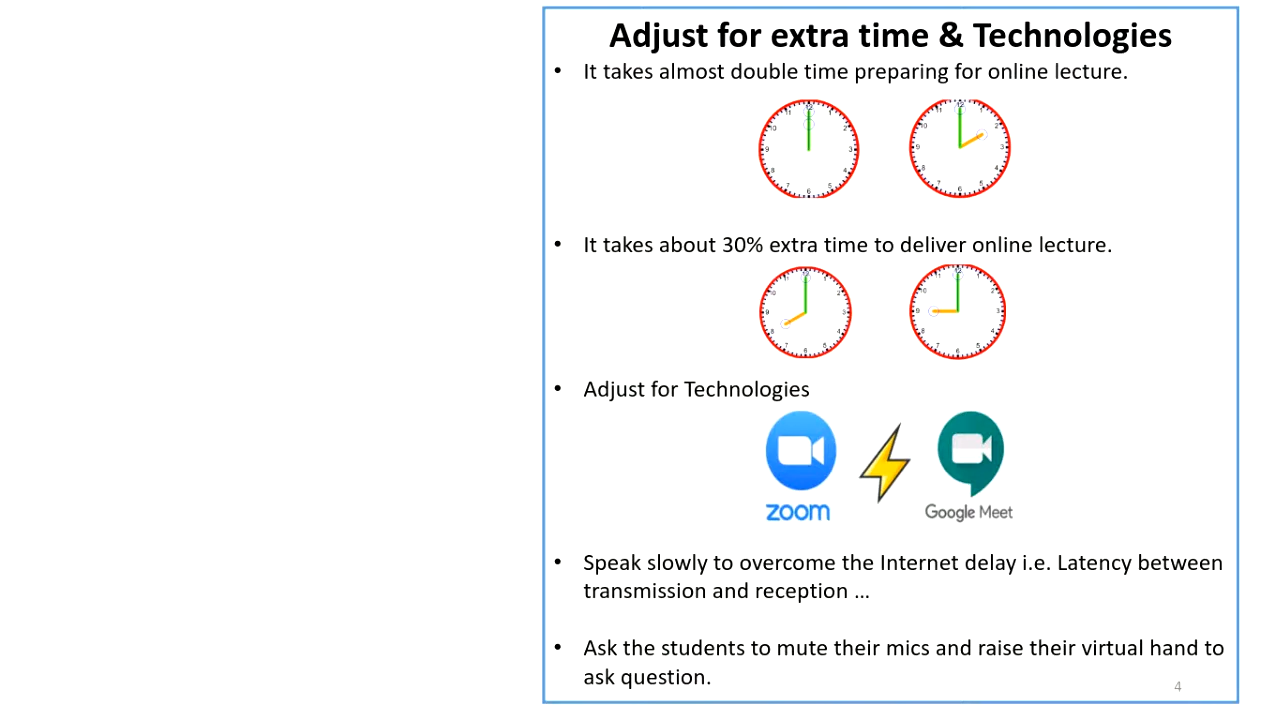 Adjust for extra time & Technologies
• It takes almost double time preparing for online lecture.
• It takes about 30% extra time to deliver online lecture.
• Adjust for Technologies
zoom
Google Meet
• Speak slowly to overcome the Internet delay i.e. Latency between
transmission and reception ...
• Ask the students to mute their mics and raise their virtual hand to
ask question.
4